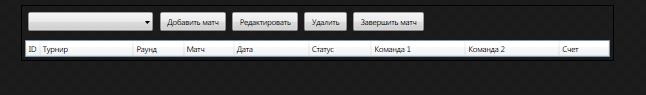 Добавить матч Редактировать Удалить Завершить матч
ID Турнир Раунд Матч Дата Статус Команда 1 Команда 2 Счет